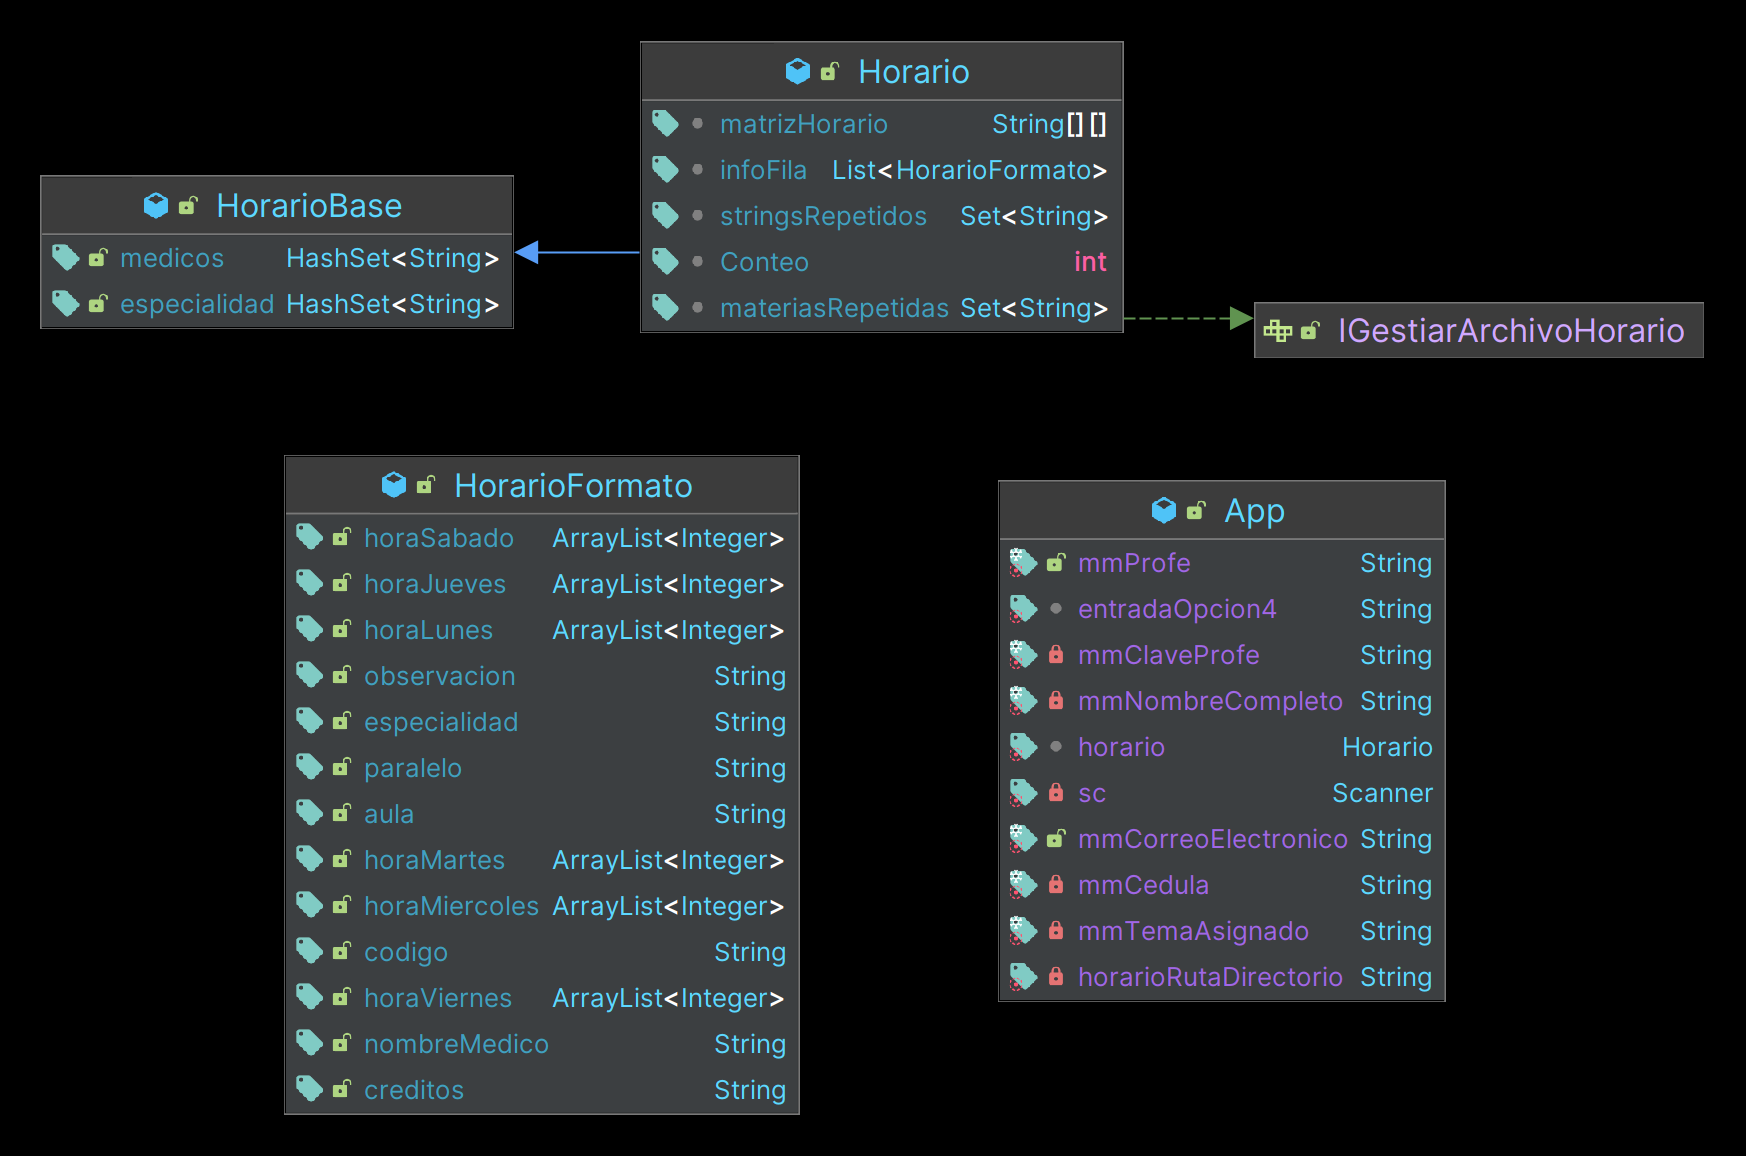 Horario
matrizHorario String[][]
infoFila List<HorarioFormato>
stringsRepetidos Set<String>
Conteo int
materiasRepetidas Set<String>
HorarioBase
medicos HashSet<String>
especialidad HashSet<String>
IGestiarArchivoHorario
HorarioFormato
horaSabado ArrayList<Integer>
horaJueves ArrayList<Integer>
horaLunes ArrayList<Integer>
observacion String
especialidad String
paralelo String
aula String
horaMartes ArrayList<Integer>
horaMiercoles ArrayList<Integer>
codigo String
horaViernes ArrayList<Integer>
nombreMedico String
creditos String
App
mmProfe String
entradaOpcion4 String
mmClaveProfe String
mmNombreCompleto String
horario Horario
sc Scanner
mmCorreoElectronico String
mmCedula String
mmTemaAsignado String
horarioRutaDirectorio String